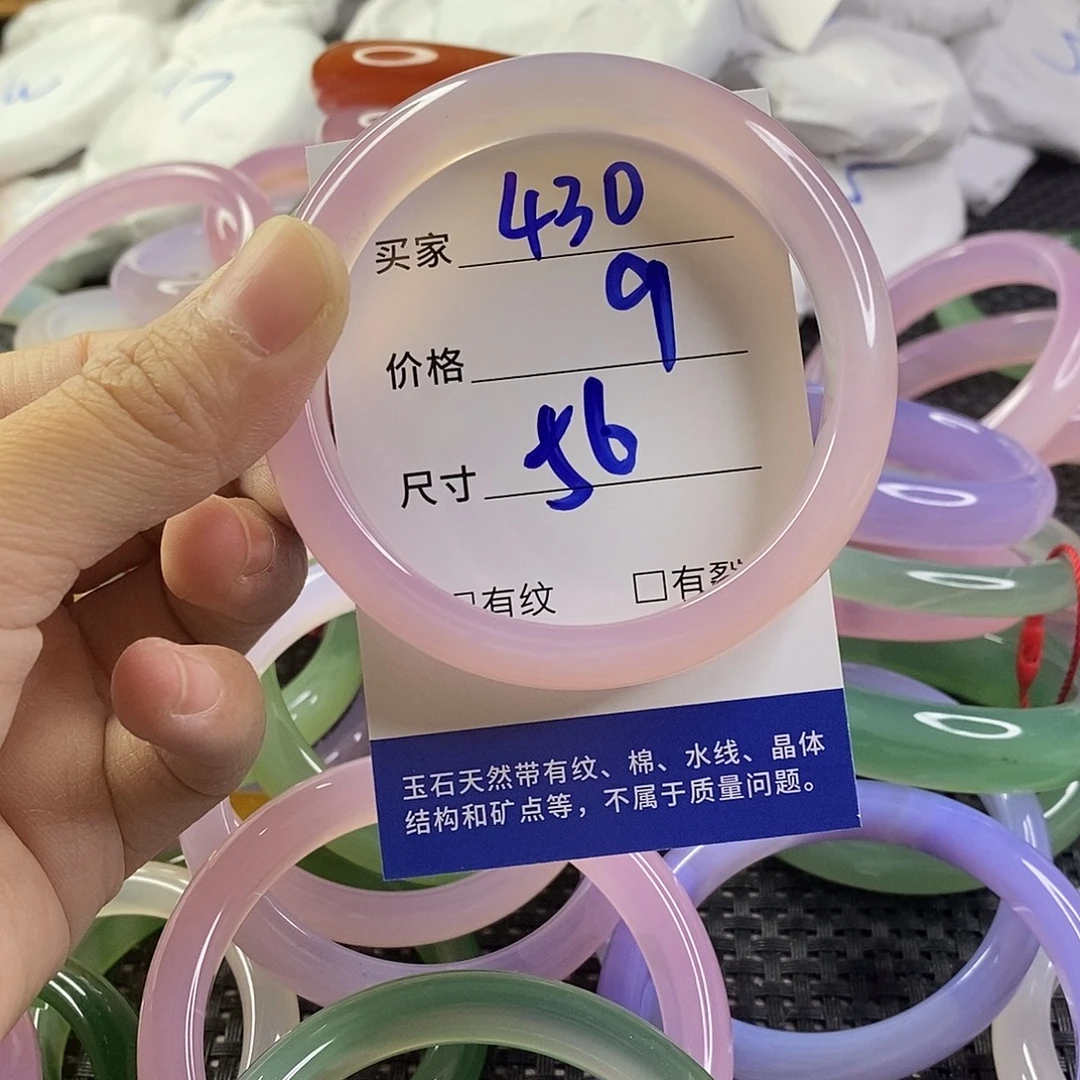 买家 430
价格 9
尺寸 56
□有纹 □有裂
玉石天然带有纹、棉、水线、晶体
结构和矿点等，不属于质量问题。